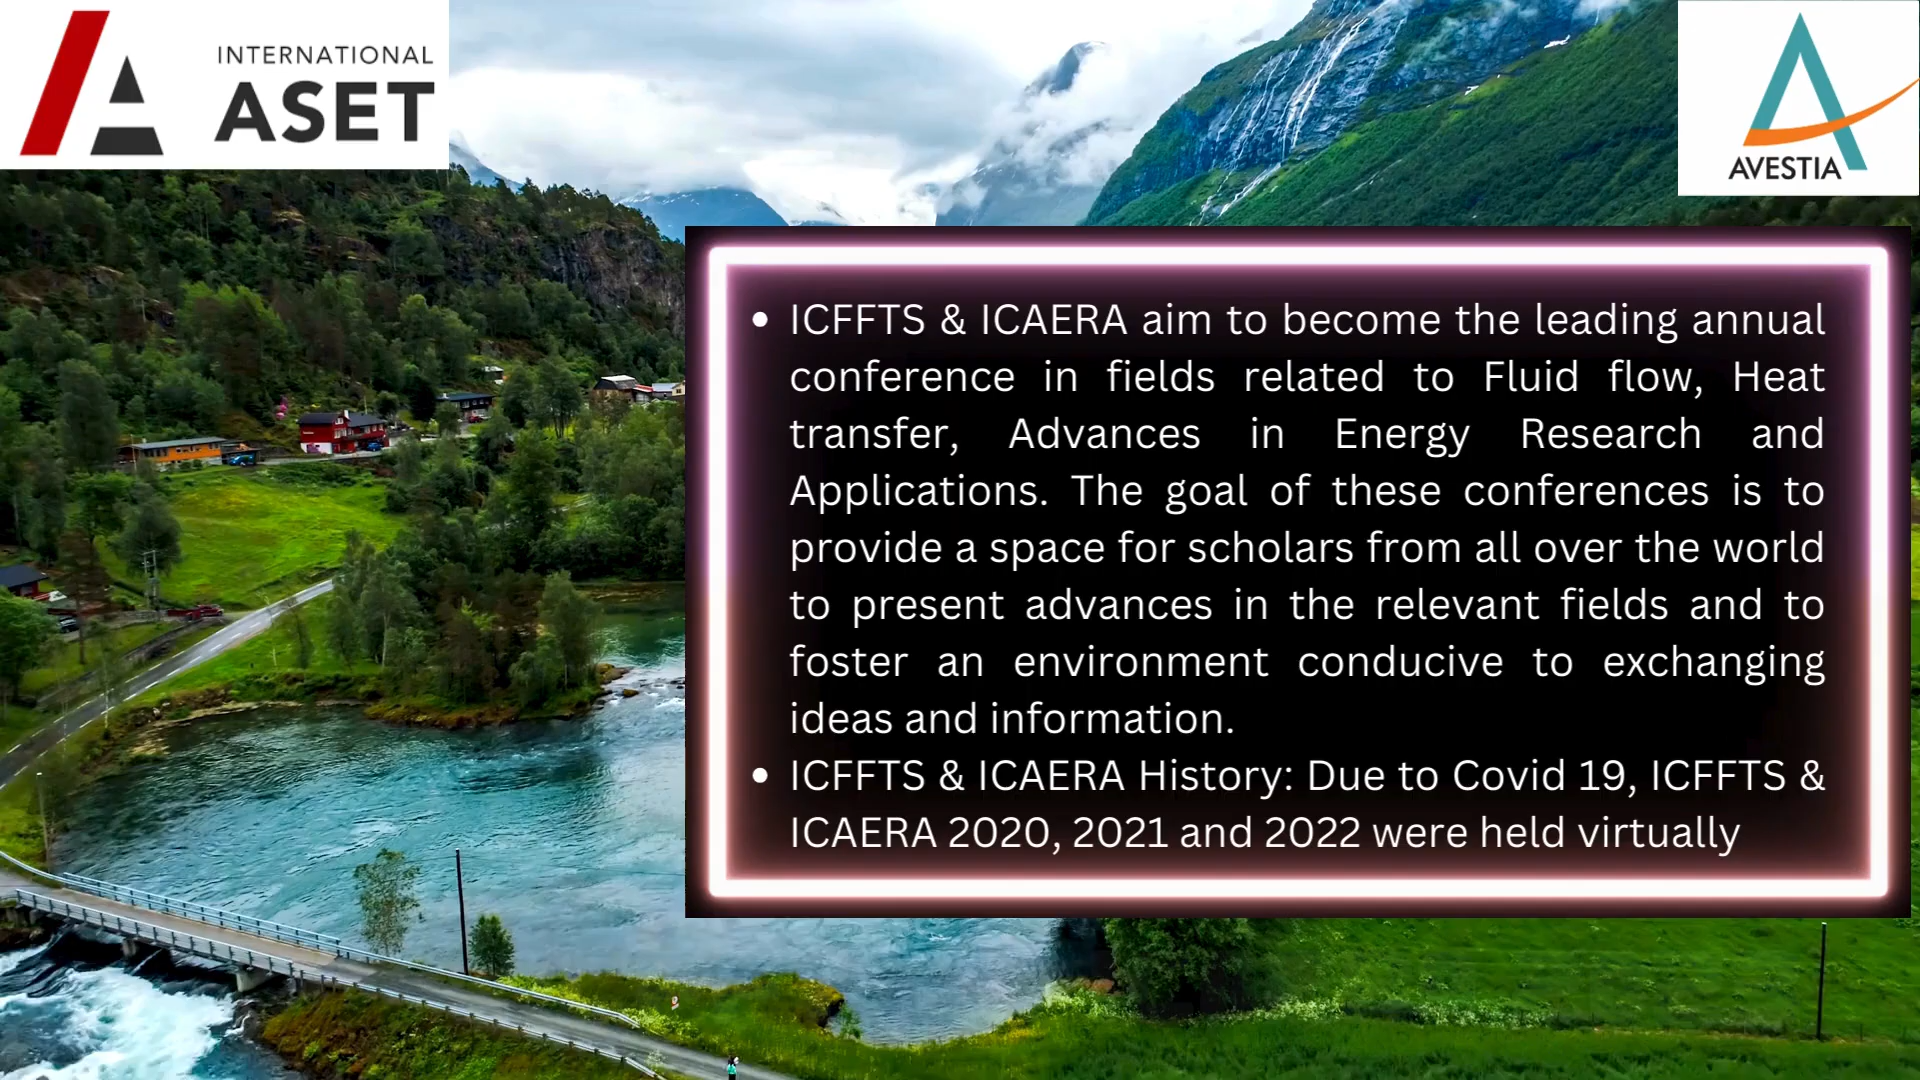 INTERNATIONAL
ASET
AVESTIA
• ICFFTS & ICAERA aim to become the leading annual
conference in fields related to Fluid flow, Heat
transfer, Advances in Energy Research and
Applications. The goal of these conferences is to
provide a space for scholars from all over the world
to present advances in the relevant fields and to
foster an environment conducive to exchanging
ideas and information.
• ICFFTS & ICAERA History: Due to Covid 19, ICFFTS &
ICAERA 2020, 2021 and 2022 were held virtually